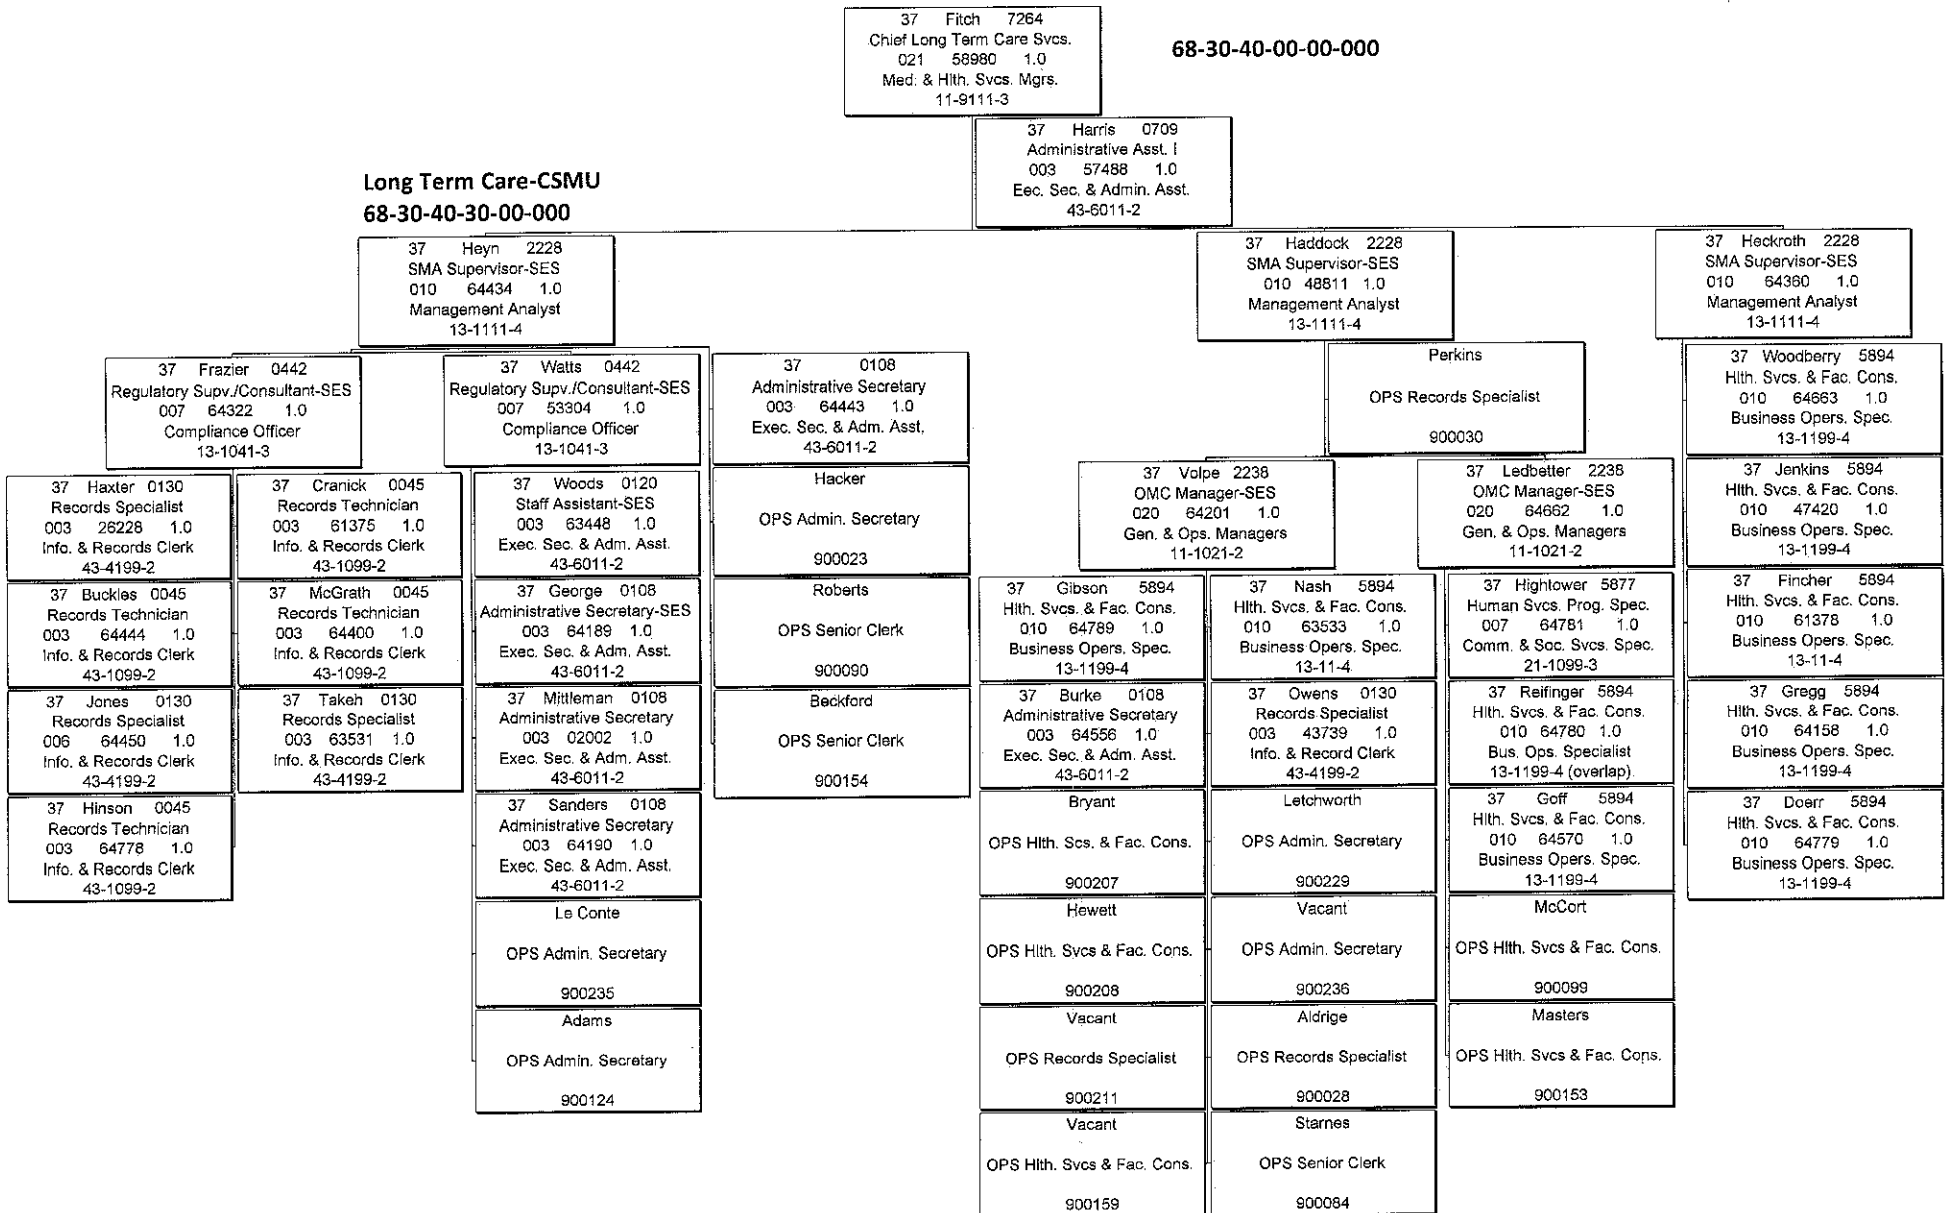 37 Fitch 7264
Chief Long Term Care Svcs.
021 58980 1.0
Med. & Hlth. Svcs. Mgrs.
11-9111-3
68-30-40-00-00-000
37 Harris 0709
Administrative Asst. I
003 57488 1.0
Eec. Sec. & Admin. Asst.
43-6011-2
Long Term Care-CSMU
68-30-40-30-00-000
37 Heyn 2228
SMA Supervisor-SES
010 64434 1.0
Management Analyst
13-1111-4
37 Haddock 2228
SMA Supervisor-SES
010 48811 1.0
Management Analyst
13-1111-4
37 Heckroth 2228
SMA Supervisor-SES
010 64360 1.0
Management Analyst
13-1111-4
37 Frazier 0442
Regulatory Supv./Consultant-SES
007 64322 1.0
Compliance Officer
13-1041-3
37 Watts 0442
Regulatory Supv./Consultant-SES
007 53304 1.0
Compliance Officer
13-1041-3
37 0108
Administrative Secretary
003 64443 1.0
Exec. Sec. & Adm. Asst.
43-6011-2
Perkins
OPS Records Specialist
900030
37 Woodberry 5894
Hlth. Svcs. & Fac. Cons.
010 64663 1.0
Business Opers. Spec.
13-1199-4
37 Haxter 0130
Records Specialist
003 26228 1.0
Info. & Records Clerk
43-4199-2
37 Cranick 0045
Records Technician
003 61375 1.0
Info. & Records Clerk
43-1099-2
37 Woods 0120
Staff Assistant-SES
003 63448 1.0
Exec. Sec. & Adm. Asst.
43-6011-2
Hacker
OPS Admin. Secretary
900023
37 Volpe 2238
OMC Manager-SES
020 64201 1.0
Gen. & Ops. Managers
11-1021-2
37 Ledbetter 2238
OMC Manager-SES
020 64662 1.0
Gen. & Ops. Managers
11-1021-2
37 Jenkins 5894
Hlth. Svcs. & Fac. Cons.
010 47420 1.0
Business Opers. Spec.
13-1199-4
37 Buckles 0045
Records Technician
003 64444 1.0
Info. & Records Clerk
43-1099-2
37 McGrath 0045
Records Technician
003 64400 1.0
Info. & Records Clerk
43-1099-2
37 George 0108
Administrative Secretary-SES
003 64189 1.0
Exec. Sec. & Adm. Asst.
43-6011-2
Roberts
OPS Senior Clerk
900090
37 Gibson 5894
Hlth. Svcs. & Fac. Cons.
010 64789 1.0
Business Opers. Spec.
13-1199-4
37 Nash 5894
Hlth. Svcs. & Fac. Cons.
010 63533 1.0
Business Opers. Spec.
13-11-4
37 Hightower 5877
Human Svcs. Prog. Spec.
007 64781 1.0
Comm. & Soc. Svcs. Spec.
21-1099-3
37 Fincher 5894
Hlth. Svcs. & Fac. Cons.
010 61378 1.0
Business Opers. Spec.
13-11-4
37 Jones 0130
Records Specialist
006 64450 1.0
Info. & Records Clerk
43-4199-2
37 Takeh 0130
Records Specialist
003 63531 1.0
Info. & Records Clerk
43-4199-2
37 Mittleman 0108
Administrative Secretary
003 02002 1.0
Exec. Sec. & Adm. Asst.
43-6011-2
Beckford
OPS Senior Clerk
900154
37 Burke 0108
Administrative Secretary
003 64556 1.0
Exec. Sec. & Adm. Asst.
43-6011-2
37 Owens 0130
Records Specialist
003 43739 1.0
Info. & Record Clerk
43-4199-2
37 Reifinger 5894
Hlth. Svcs. & Fac. Cons.
010 64780 1.0
Bus. Ops. Specialist
13-1199-4 (overlap)
37 Gregg 5894
Hlth. Svcs. & Fac. Cons.
010 64158 1.0
Business Opers. Spec.
13-1199-4
37 Hinson 0045
Records Technician
003 64778 1.0
Info. & Records Clerk
43-1099-2
37 Sanders 0108
Administrative Secretary
003 64190 1.0
Exec. Sec. & Adm. Asst.
43-6011-2
Bryant
OPS Hlth. Scs. & Fac. Cons.
900207
Letchworth
OPS Admin. Secretary
900229
37 Goff 5894
Hlth. Svcs. & Fac. Cons.
010 64570 1.0
Business Opers. Spec.
13-1199-4
37 Doerr 5894
Hlth. Svcs. & Fac. Cons.
010 64779 1.0
Business Opers. Spec.
13-1199-4
Le Conte
OPS Admin. Secretary
900235
Hewett
OPS Hlth. Svcs & Fac. Cons.
900208
Vacant
OPS Admin. Secretary
900236
McCort
OPS Hlth. Svcs & Fac. Cons.
900099
Adams
OPS Admin. Secretary
900124
Vacant
OPS Records Specialist
900211
Aldrige
OPS Records Specialist
900028
Masters
OPS Hlth. Svcs & Fac. Cons.
900153
Vacant
OPS Hlth. Svcs & Fac. Cons.
900159
Starnes
OPS Senior Clerk
900084